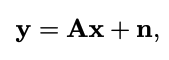 y = Ax + n,